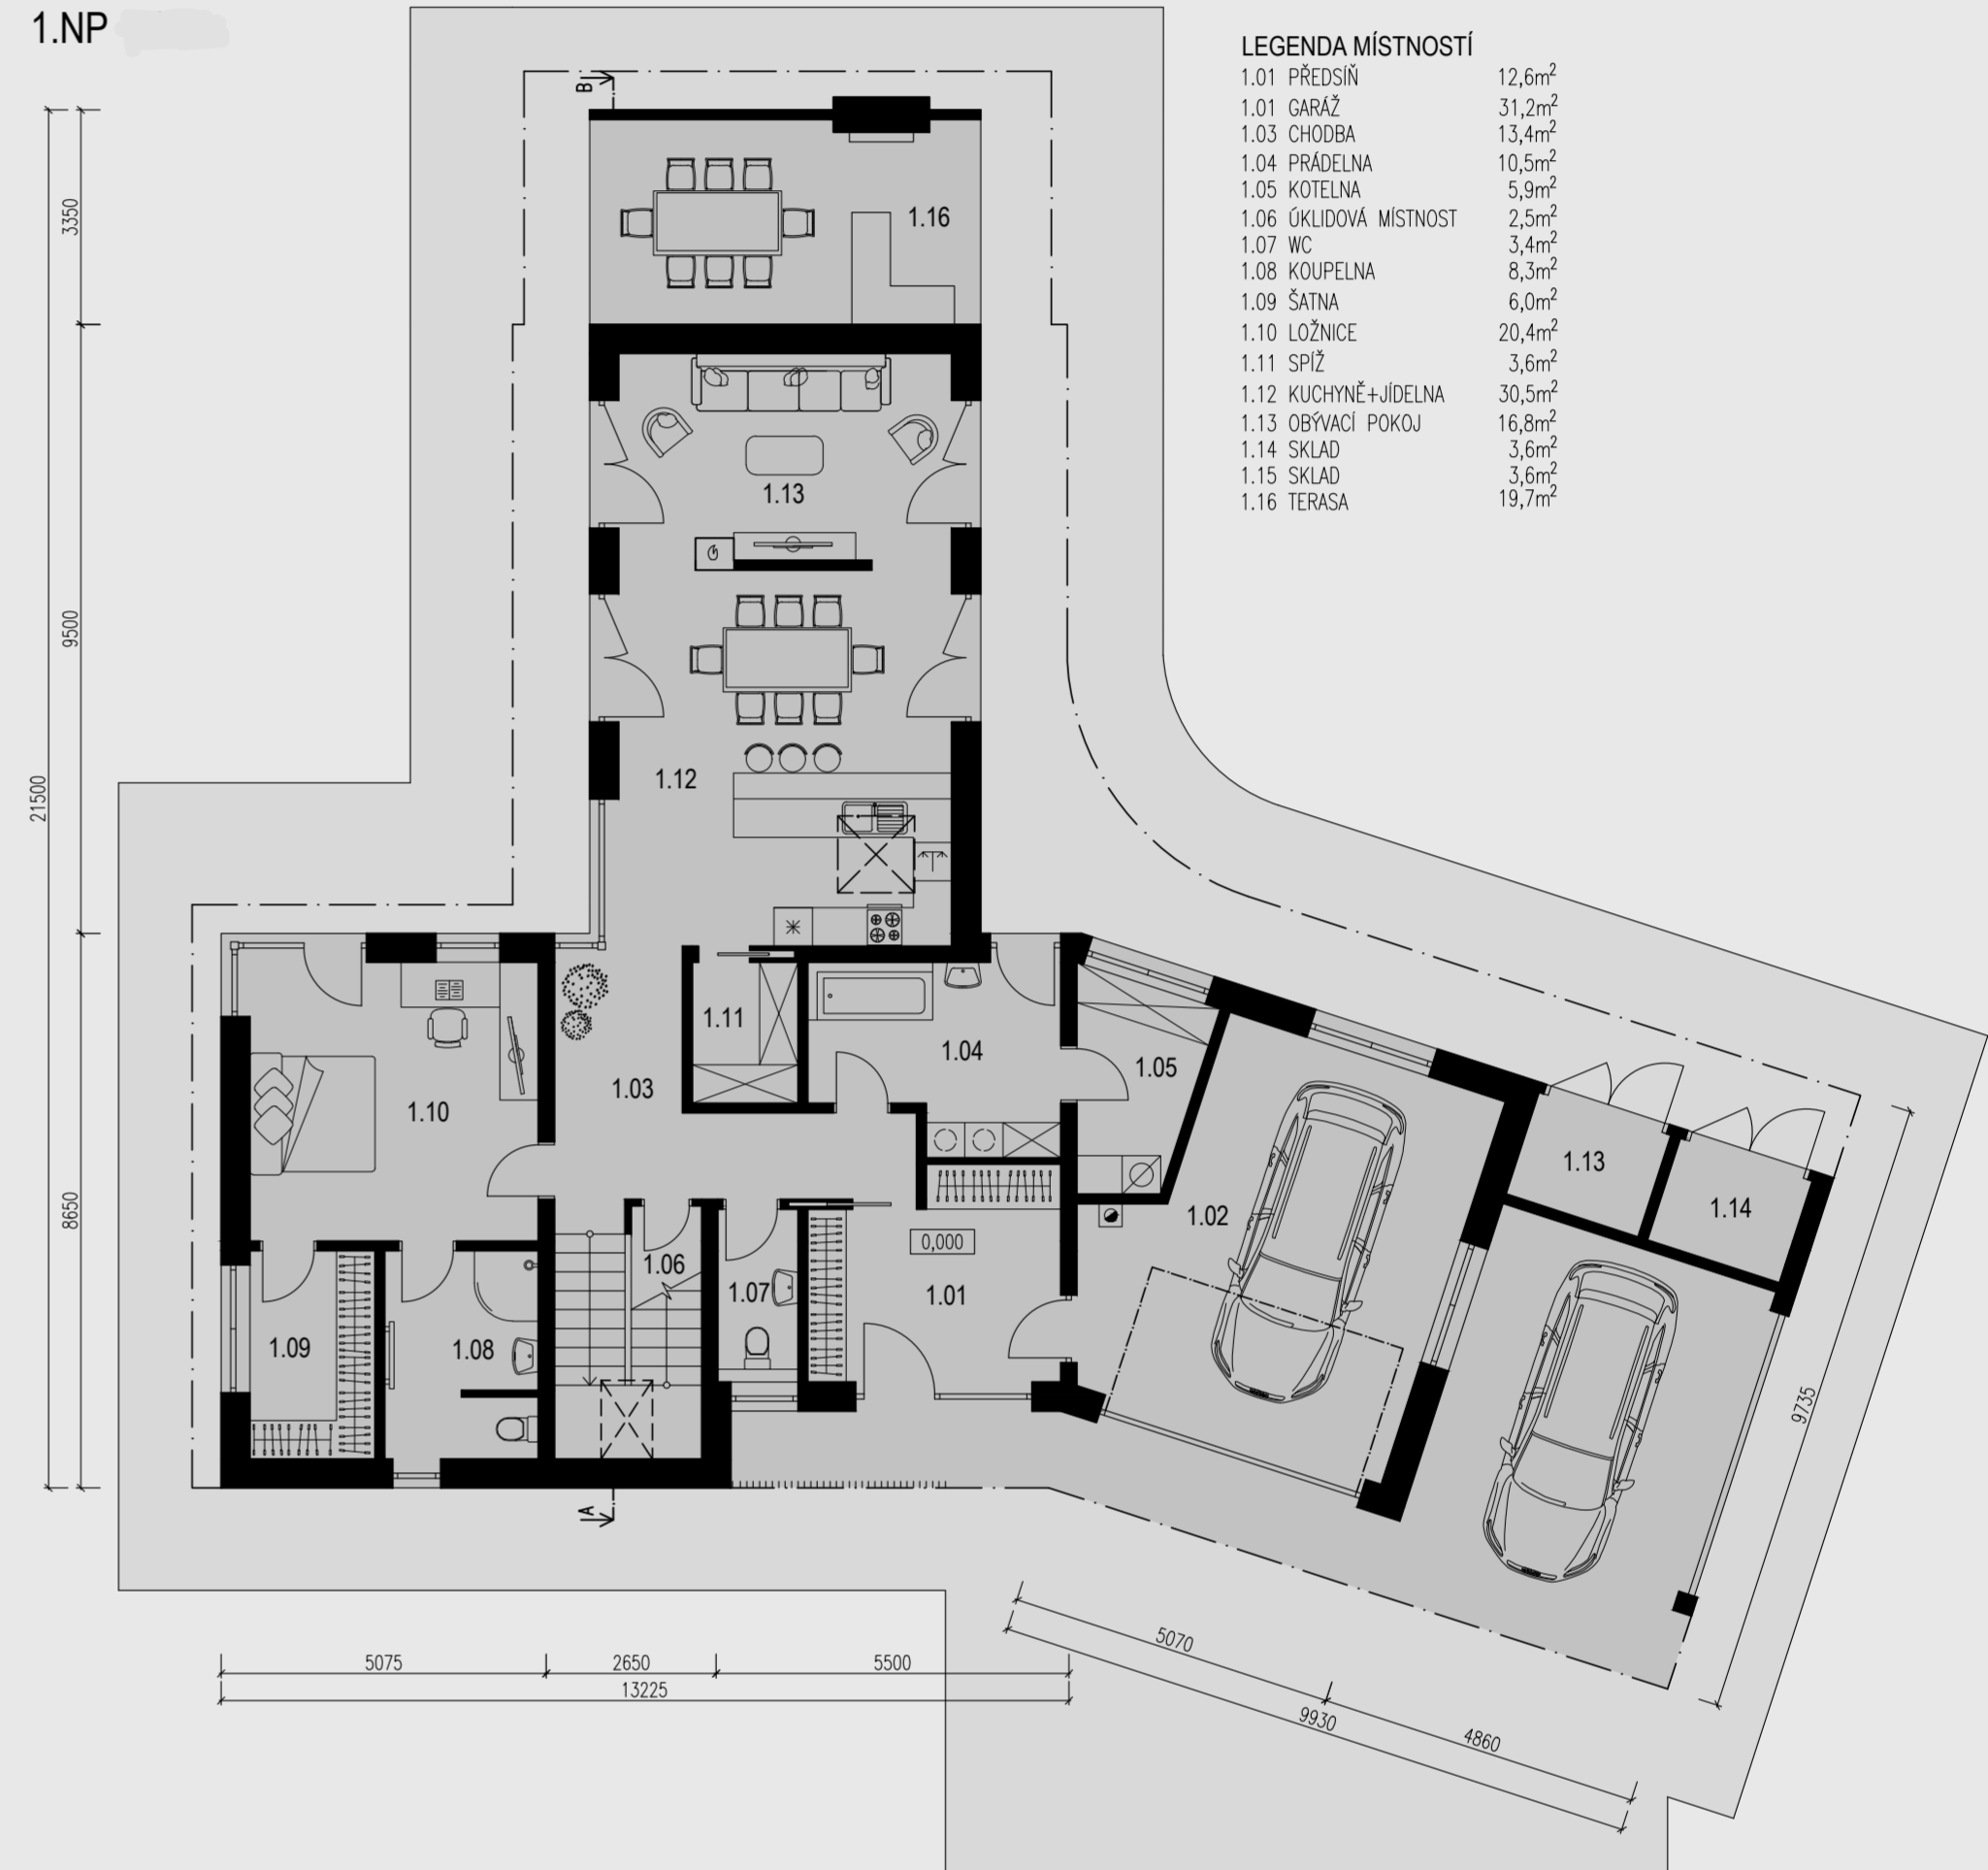 1.NP
LEGENDA MÍSTNOSTÍ
1.01 PŘEDSÍŇ 12,6m²
1.01 GARÁŽ 31,2m²
1.03 CHODBA 13,4m²
1.04 PRÁDELNA 10,5m²
1.05 KOTELNA 5,9m²
1.06 ÚKLIDOVÁ MÍSTNOST 2,5m²
1.07 WC 3,4m²
1.08 KOUPELNA 8,3m²
1.09 ŠATNA 6,0m²
1.10 LOŽNICE 20,4m²
1.11 SPÍŽ 3,6m²
1.12 KUCHYNĚ+JÍDELNA 30,5m²
1.13 OBÝVACÍ POKOJ 16,8m²
1.14 SKLAD 3,6m²
1.15 SKLAD 3,6m²
1.16 TERASA 19,7m²
B
3350
1.16
1.13
9500
1.12
21500
1.11
1.04
1.05
1.03
1.10
1.13
1.14
8650
1.02
0,000
1.06
1.07
1.01
1.09
1.08
9735
A
5070
5075
2650
5500
13225
9930
4860